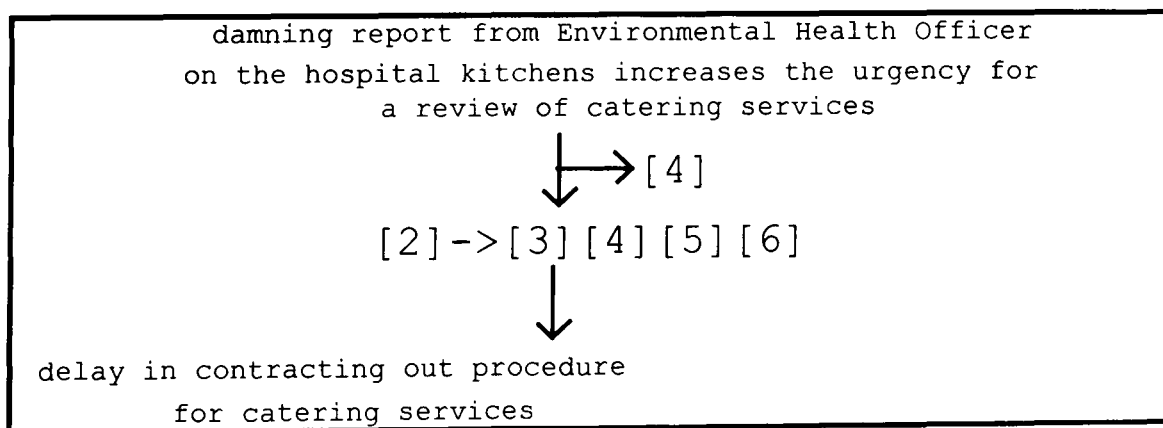 damning report from Environmental Health Officer
on the hospital kitchens increases the urgency for
a review of catering services
[4]
[2]->[3][4][5][6]
delay in contracting out procedure
for catering services